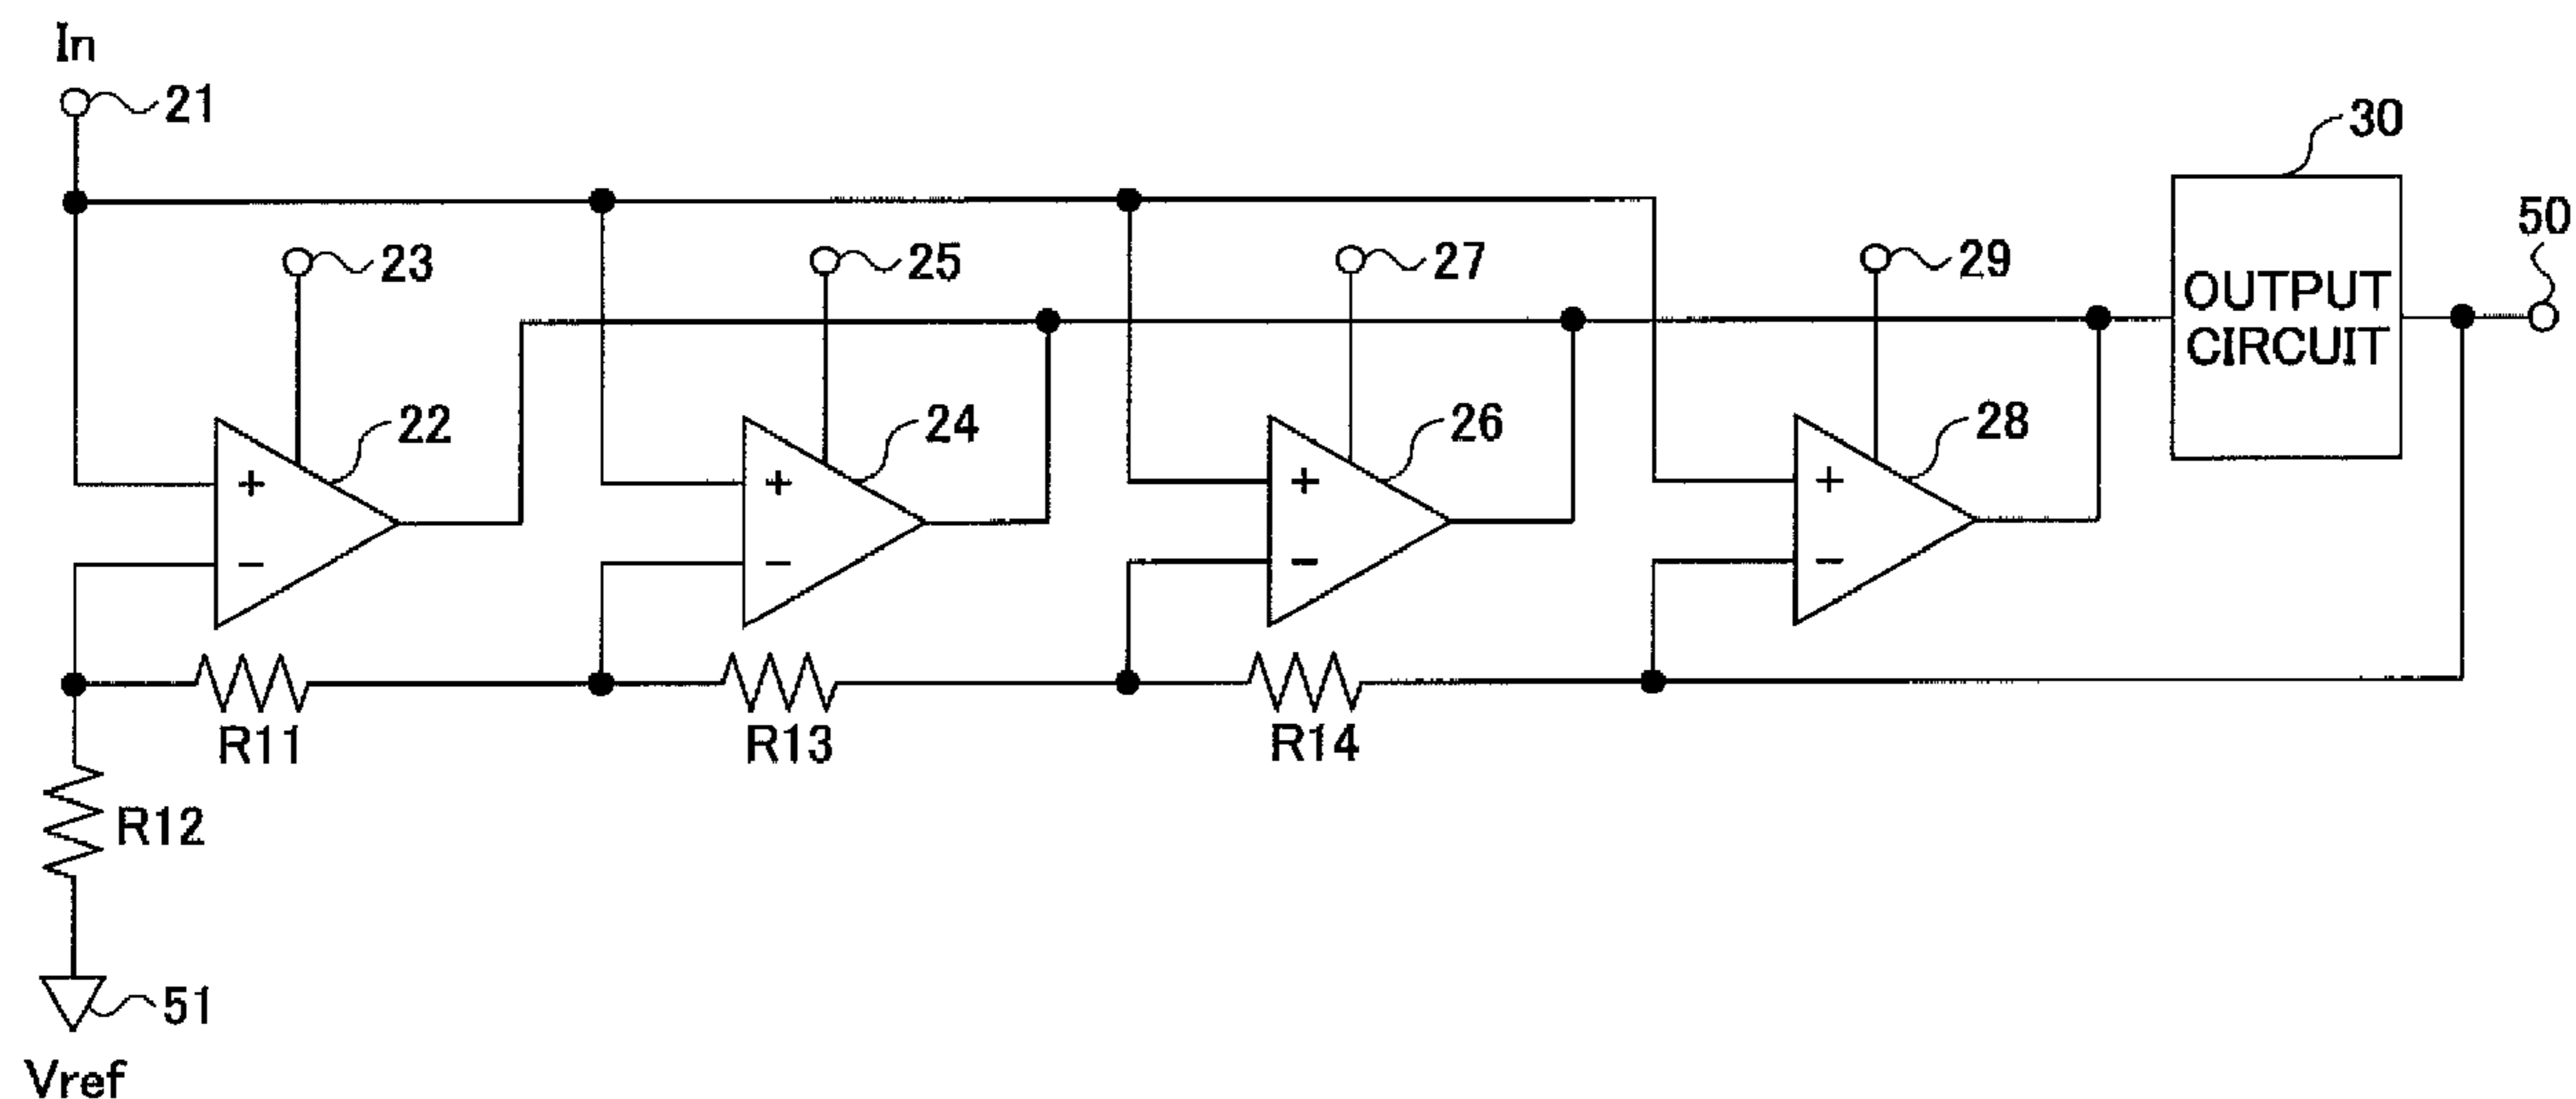 In
21
30
50
23
25
27
29
OUTPUT
CIRCUIT
22
24
26
28
+
+
+
+
−
−
−
−
R11
R13
R14
R12
51
Vref